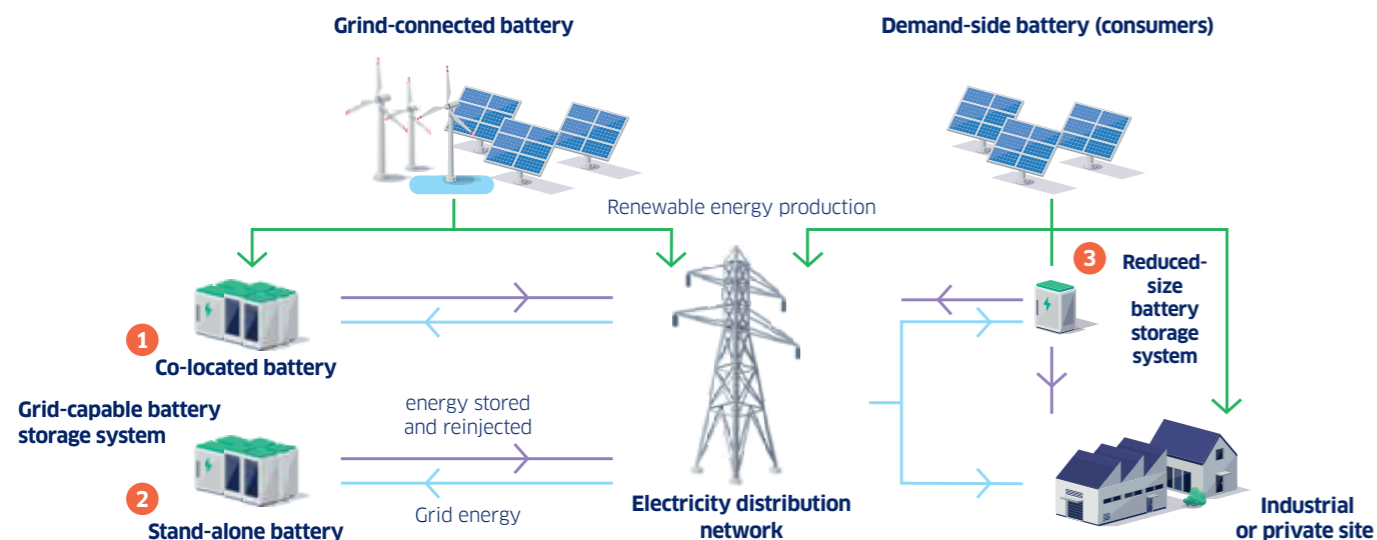 Grind-connected battery
Demand-side battery (consumers)
Renewable energy production
3
Reduced-
size
battery
storage
system
1
Co-located battery
Grid-capable battery
storage system
energy stored
and reinjected
2
Stand-alone battery
Grid energy
Electricity distribution
network
Industrial
or private site